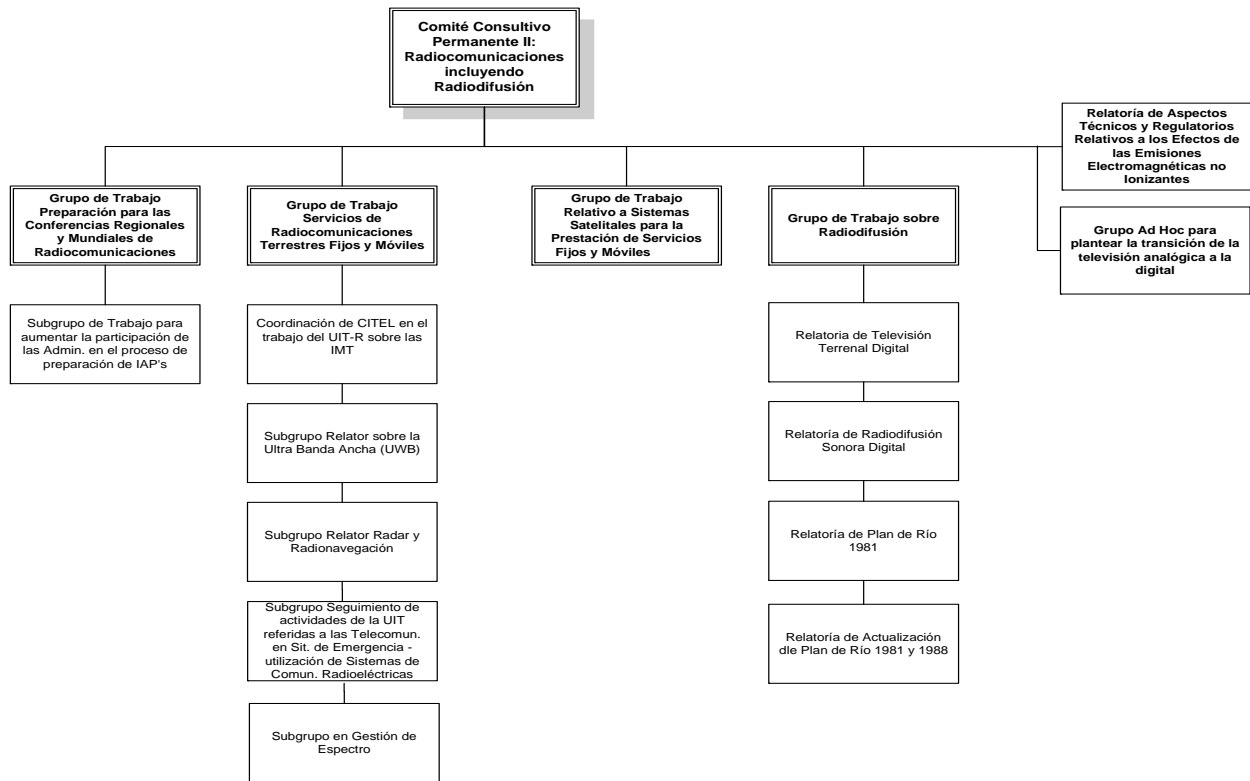 Comité Consultivo
Permanente II:
Radiocomunicaciones
incluyendo
Radiodifusión
Relatoría de Aspectos
Técnicos y Regulatorios
Relativos a los Efectos de
las Emisiones
Electromagnéticas no
Ionizantes
Grupo de Trabajo
Preparación para las
Conferencias Regionales
y Mundiales de
Radiocomunicaciones
Grupo de Trabajo
Servicios de
Radiocomunicaciones
Terrestres Fijos y Móviles
Grupo de Trabajo
Relativo a Sistemas
Satelitales para la
Prestación de Servicios
Fijos y Móviles
Grupo de Trabajo sobre
Radiodifusión
Grupo Ad Hoc para
plantear la transición de la
televisión analógica a la
digital
Subgrupo de Trabajo para
aumentar la participación de
las Admin. en el proceso de
preparación de IAP's
Coordinación de CITEL en el
trabajo del UIT-R sobre las
IMT
Subgrupo Relator sobre la
Ultra Banda Ancha (UWB)
Subgrupo Relator Radar y
Radionavegación
Subgrupo Seguimiento de
actividades de la UIT
referidas a las Telecomun.
en Sit. de Emergencia -
utilización de Sistemas de
Comun. Radioeléctricas
Subgrupo en Gestión de
Espectro
Relatoria de Televisión
Terrenal Digital
Relatoría de Radiodifusión
Sonora Digital
Relatoría de Plan de Río
1981
Relatoría de Actualización
dle Plan de Río 1981 y 1988